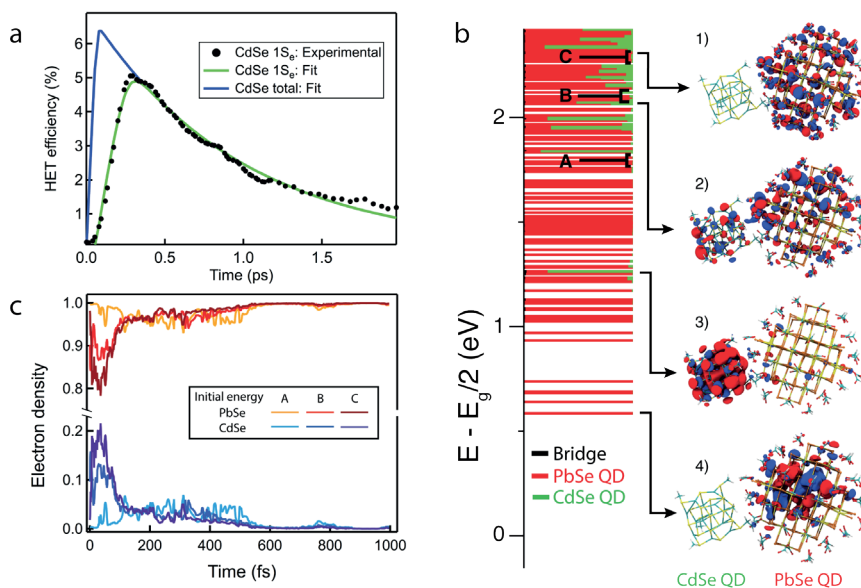 a
HET efficiency (%)
6
5
4
3
2
1
0.0
0.5
1.0
1.5
Time (ps)
CdSe 1Sₑ: Experimental
CdSe 1Sₑ: Fit
CdSe total: Fit
b
E - E_g/2 (eV)
2
1
0
C
B
A
Bridge
PbSe QD
CdSe QD
1)
2)
3)
4)
CdSe QD
PbSe QD
c
Electron density
1.0
0.9
0.8
0.2
0.1
0.0
0
200
400
600
800
1000
Time (fs)
Initial energy A B C
PbSe
CdSe